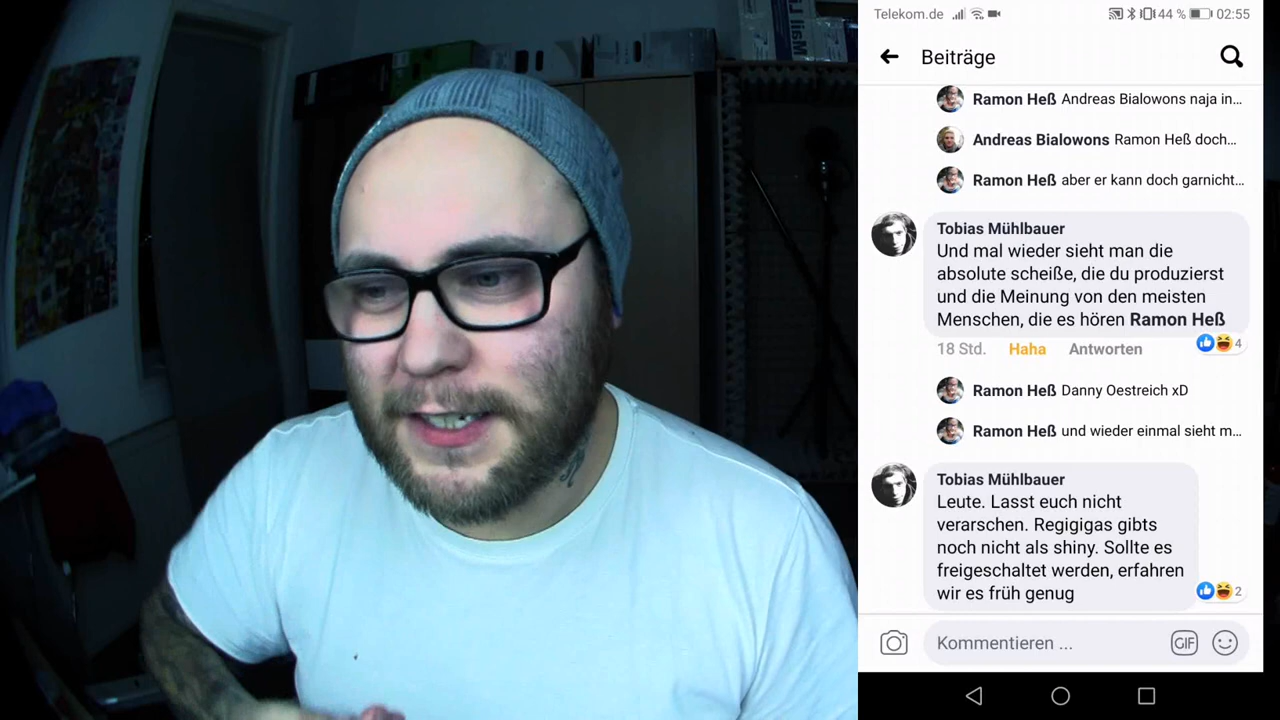 Telekom.de
44 % 02:55
Beiträge
Ramon Heß Andreas Bialowons naja in...
Andreas Bialowons Ramon Heß doch...
Ramon Heß aber er kann doch garnicht...
Tobias Mühlbauer
Und mal wieder sieht man die
absolute scheiße, die du produzierst
und die Meinung von den meisten
Menschen, die es hören Ramon Heß
18 Std. Haha Antworten 4
Ramon Heß Danny Oestreich xD
Ramon Heß und wieder einmal sieht m...
Tobias Mühlbauer
Leute. Lasst euch nicht
verarschen. Regigigas gibts
noch nicht als shiny. Sollte es
freigeschaltet werden, erfahren
wir es früh genug 2
Kommentieren ...
GIF